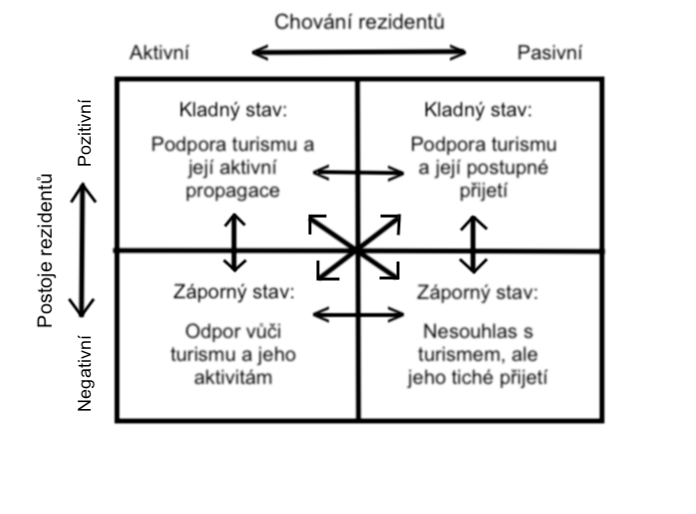 Chování rezidentů
Aktivní
Pasivní
Postoje rezidentů
Pozitivní
Negativní
Kladný stav:
Podpora turismu a
její aktivní
propagace
Kladný stav:
Podpora turismu
a její postupné
přijetí
Záporný stav:
Odpor vůči
turismu a jeho
aktivitám
Záporný stav:
Nesouhlas s
turismem, ale
jeho tiché přijetí